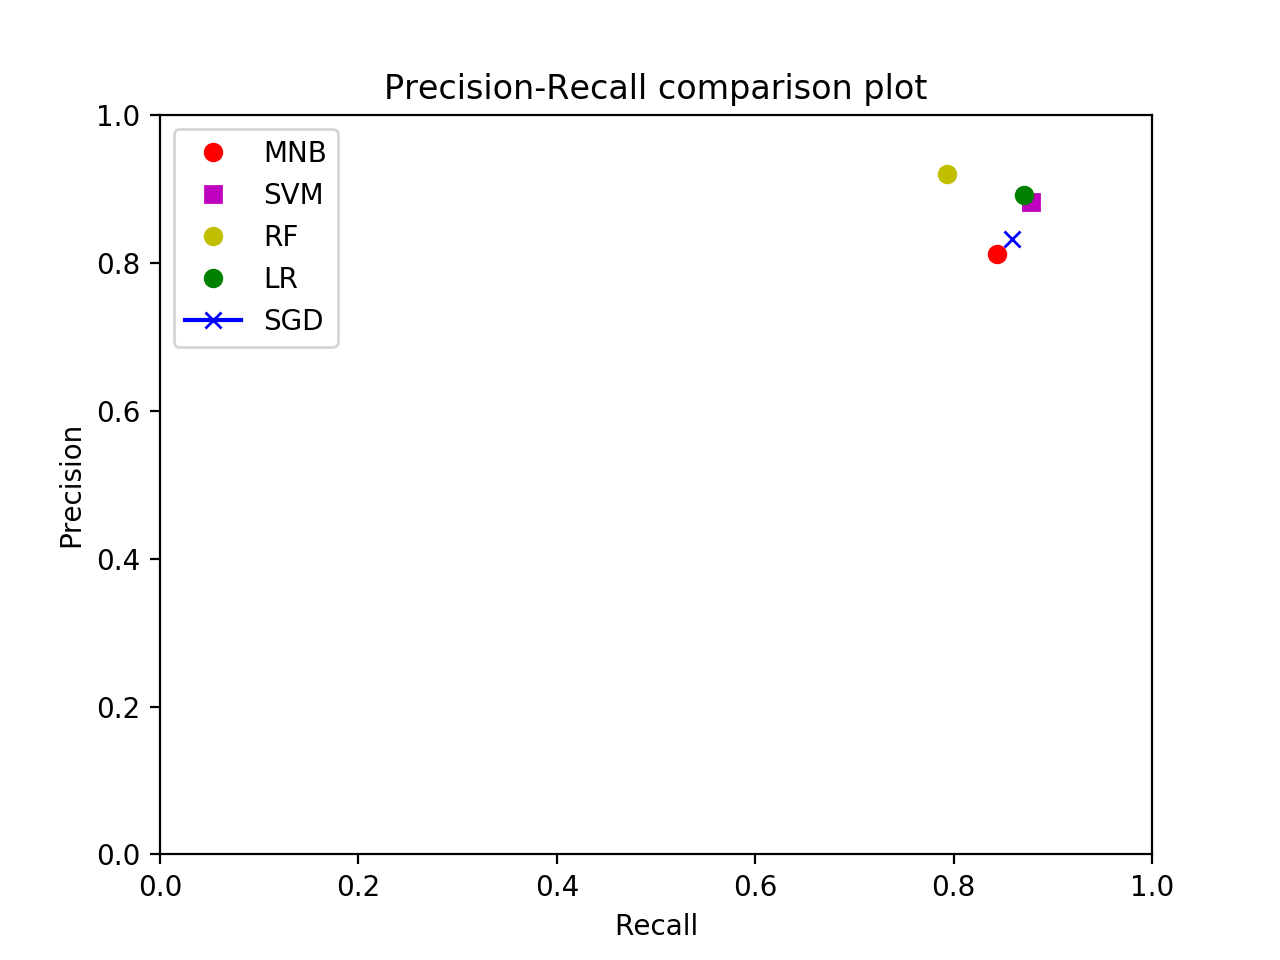 Precision-Recall comparison plot
1.0
0.8
0.6
0.4
0.2
0.0
Precision
MNB
SVM
RF
LR
SGD
0.0 0.2 0.4 0.6 0.8 1.0
Recall